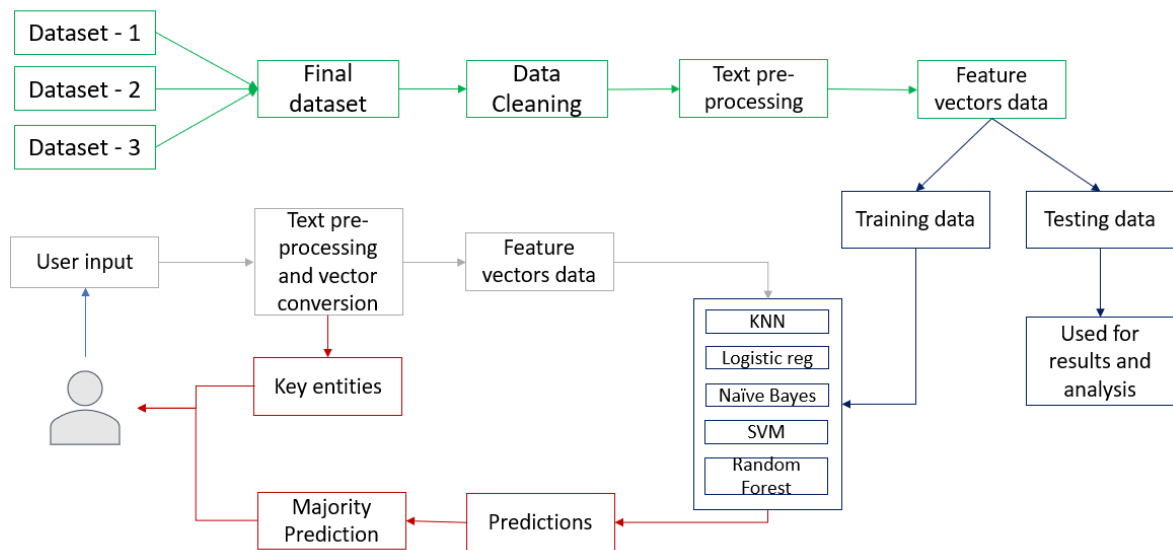 Dataset - 1
Dataset - 2
Dataset - 3
Final
dataset
Data
Cleaning
Text pre-
processing
Feature
vectors data
Training data
Testing data
Used for
results and
analysis
User input
Text pre-
processing
and vector
conversion
Feature
vectors data
KNN
Logistic reg
Naïve Bayes
SVM
Random
Forest
Key entities
Majority
Prediction
Predictions